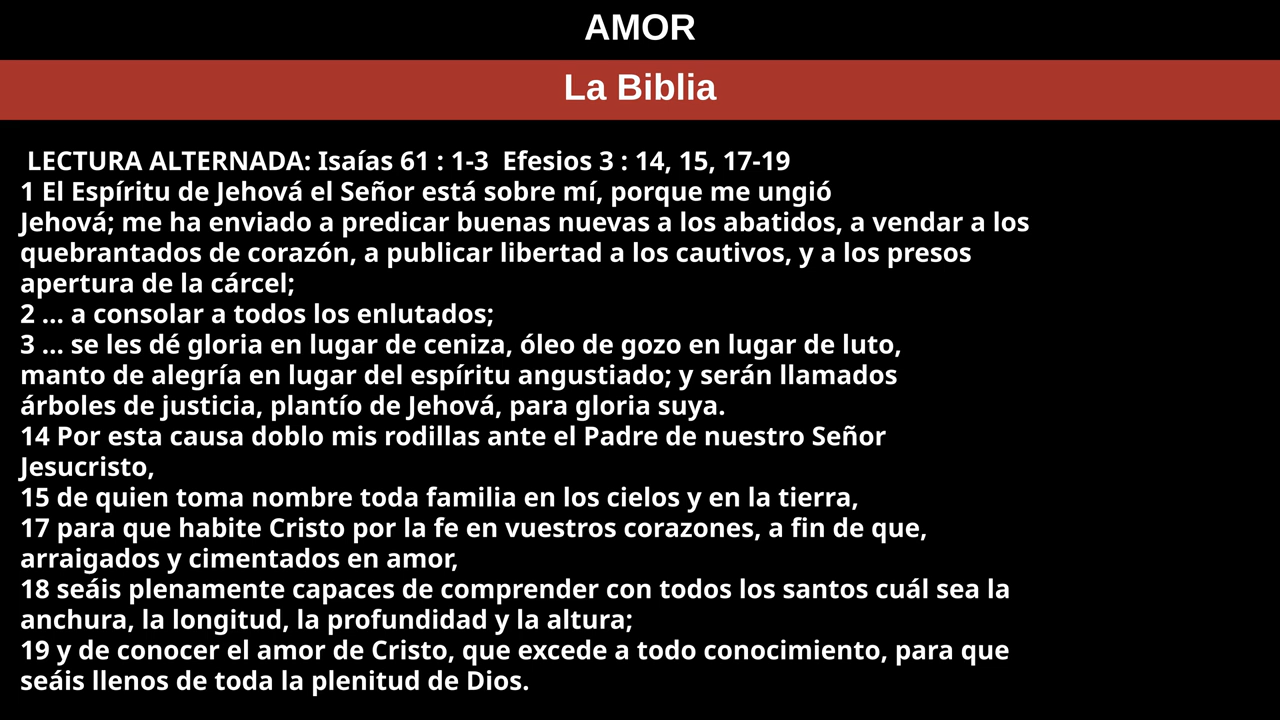 AMOR
La Biblia
LECTURA ALTERNADA: Isaías 61 : 1-3  Efesios 3 : 14, 15, 17-19
1 El Espíritu de Jehová el Señor está sobre mí, porque me ungió
Jehová; me ha enviado a predicar buenas nuevas a los abatidos, a vendar a los
quebrantados de corazón, a publicar libertad a los cautivos, y a los presos
apertura de la cárcel;
2 ... a consolar a todos los enlutados;
3 ... se les dé gloria en lugar de ceniza, óleo de gozo en lugar de luto,
manto de alegría en lugar del espíritu angustiado; y serán llamados
árboles de justicia, plantío de Jehová, para gloria suya.
14 Por esta causa doblo mis rodillas ante el Padre de nuestro Señor
Jesucristo,
15 de quien toma nombre toda familia en los cielos y en la tierra,
17 para que habite Cristo por la fe en vuestros corazones, a fin de que,
arraigados y cimentados en amor,
18 seáis plenamente capaces de comprender con todos los santos cuál sea la
anchura, la longitud, la profundidad y la altura;
19 y de conocer el amor de Cristo, que excede a todo conocimiento, para que
seáis llenos de toda la plenitud de Dios.